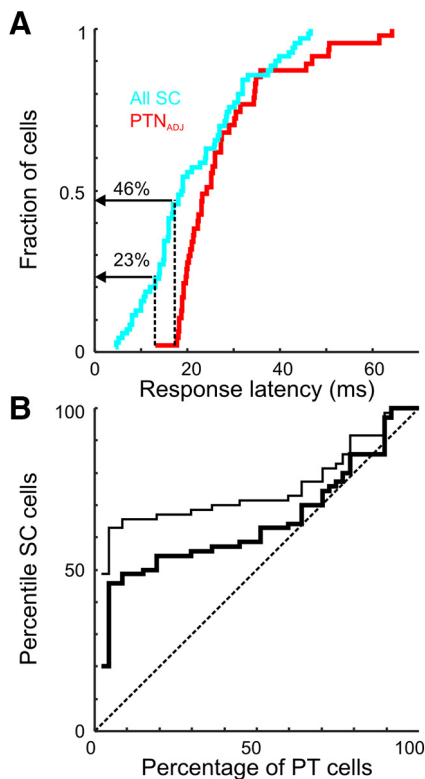 A
1
All SC
PTN ADJ
Fraction of cells
46%
0.5
23%
0
0 20 40 60
Response latency (ms)
B
100
Percentile SC cells
50
0
0 50 100
Percentage of PT cells